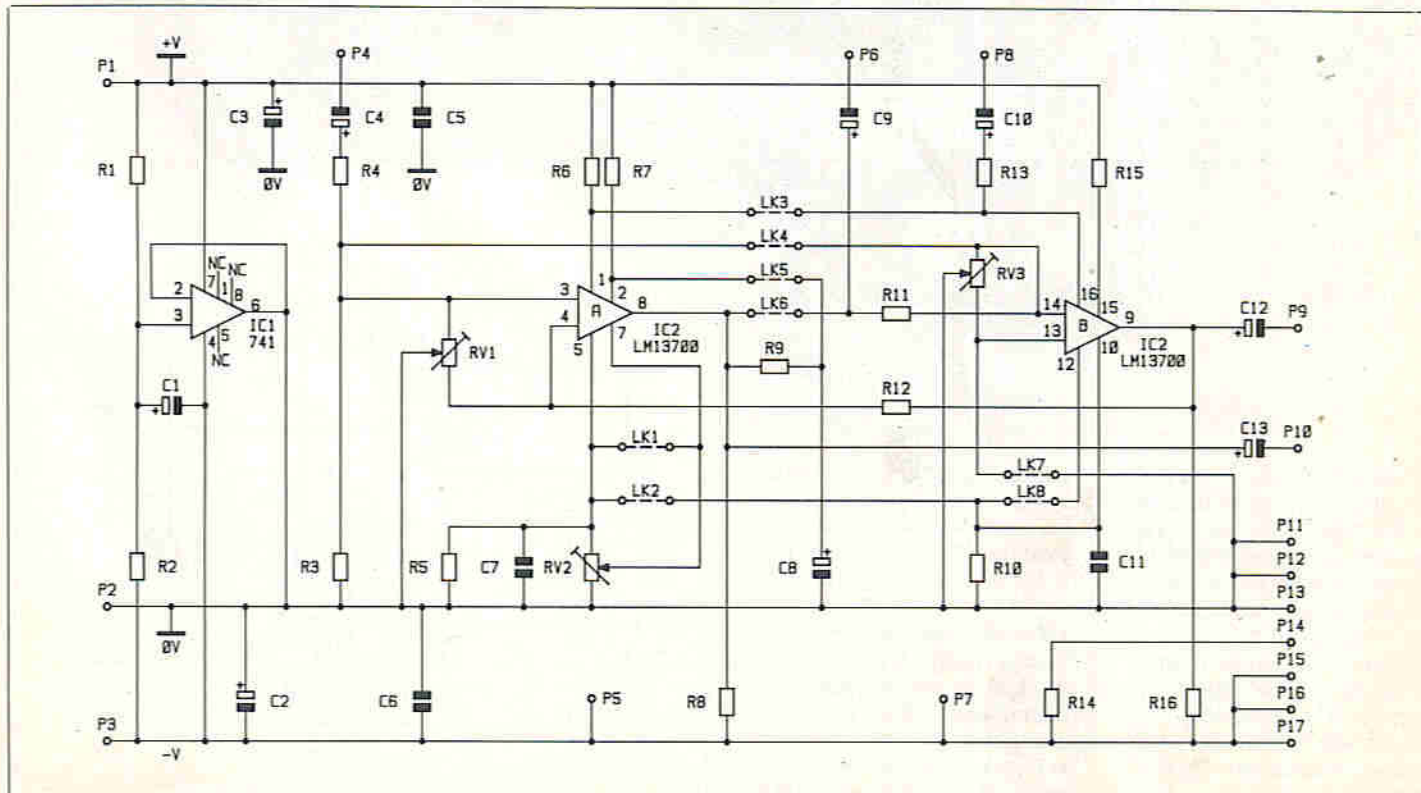 +V
P4 P6 P8
P1
C3 + C4 + C5 C9 + C10 +
R1 0V R4 0V R6 R7 R13 R15
LK3
LK4
NC
7 NC
1 8
2 6
3
4 5
IC1
741
NC
LK5
LK6
1 2
3 A 8
4 7
5
IC2
LM13700
RV1
RV3
R11
16 15
14 B 9
13 10
12
IC2
LM13700
C12
+ P9
C1
+
R9
R12
C13
+ P10
LK1
LK2
LK7
LK8
R2 R3 R5 C7 RV2 C8 + R10 C11
P11
P12
P13
P2
0V
P14
P15
P16
P17
C2 + C6 P5 R8 P7 R14 R16
P3
-V